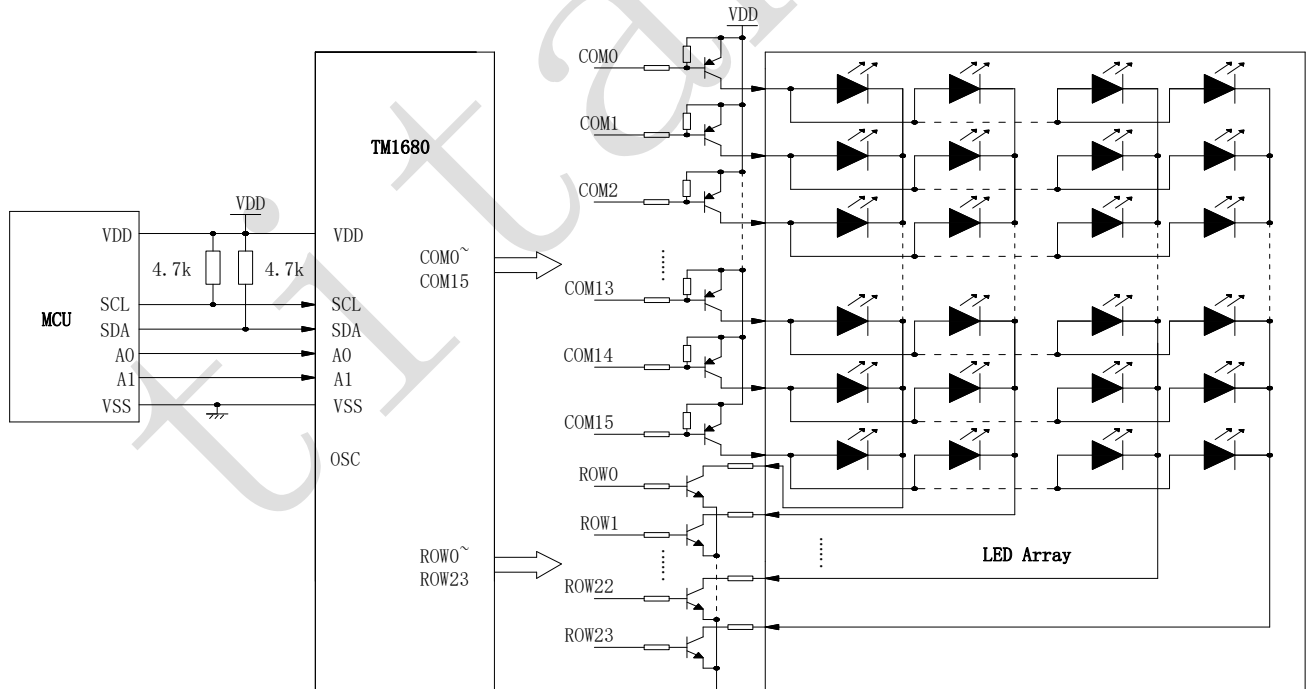 VDD
COM0
COM1
TM1680
COM2
VDD
VDD
VDD
COM0~
COM15
4.7k
4.7k
COM13
SCL
SCL
MCU
SDA
SDA
A0
A0
COM14
A1
A1
VSS
VSS
COM15
OSC
ROW0
ROW1
ROW0~
ROW23
LED Array
ROW22
ROW23
titan